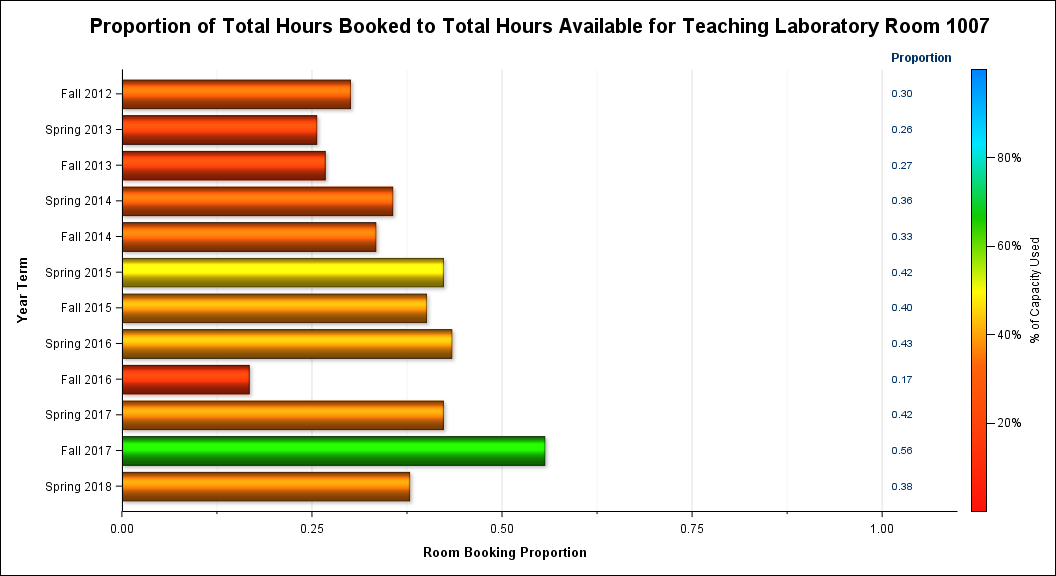 Proportion of Total Hours Booked to Total Hours Available for Teaching Laboratory Room 1007
Proportion
Fall 2012 0.30
Spring 2013 0.26
Fall 2013 0.27
Spring 2014 0.36
Fall 2014 0.33
Spring 2015 0.42
Fall 2015 0.40
Spring 2016 0.43
Fall 2016 0.17
Spring 2017 0.42
Fall 2017 0.56
Spring 2018 0.38
Year Term
0.00 0.25 0.50 0.75 1.00
Room Booking Proportion
80%
60%
40%
20%
% of Capacity Used